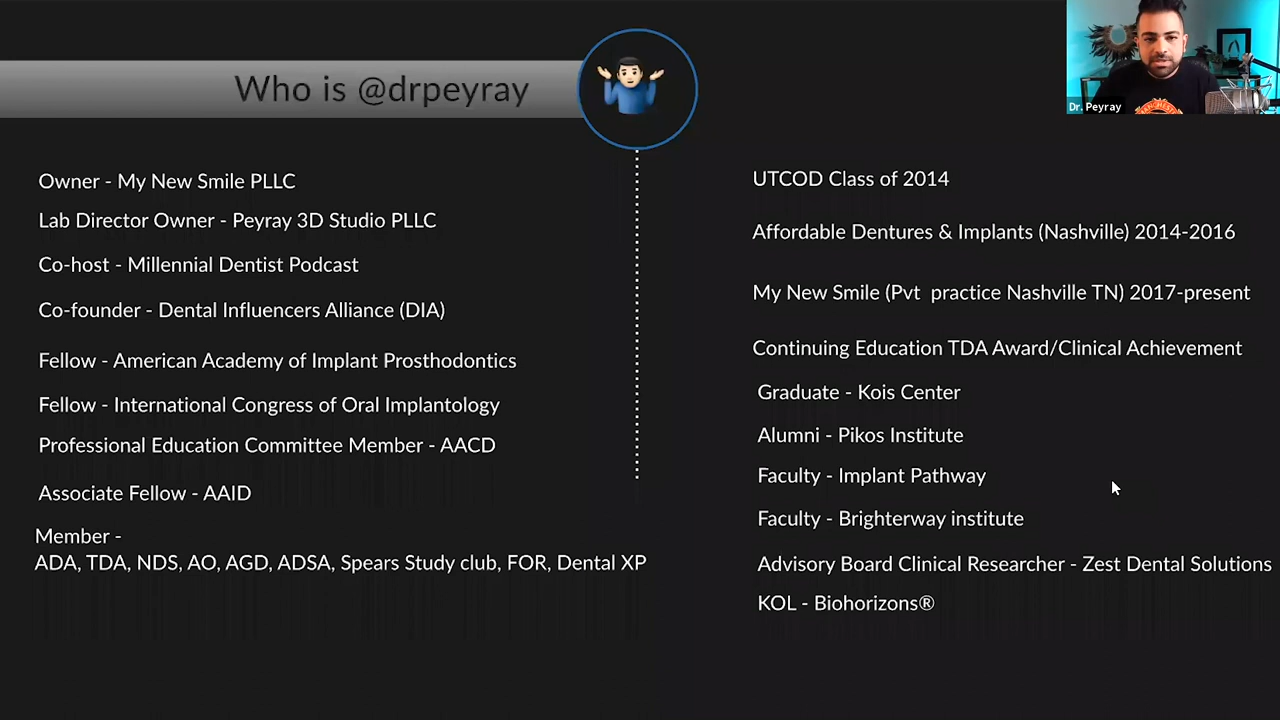 Who is @drpeyray
Dr. Peyray
Owner - My New Smile PLLC
Lab Director Owner - Peyray 3D Studio PLLC
Co-host - Millennial Dentist Podcast
Co-founder - Dental Influencers Alliance (DIA)
Fellow - American Academy of Implant Prosthodontics
Fellow - International Congress of Oral Implantology
Professional Education Committee Member - AACD
Associate Fellow - AAID
Member -
ADA, TDA, NDS, AO, AGD, ADSA, Spears Study club, FOR, Dental XP
UTCOD Class of 2014
Affordable Dentures & Implants (Nashville) 2014-2016
My New Smile (Pvt practice Nashville TN) 2017-present
Continuing Education TDA Award/Clinical Achievement
Graduate - Kois Center
Alumni - Pikos Institute
Faculty - Implant Pathway
Faculty - Brighterway institute
Advisory Board Clinical Researcher - Zest Dental Solutions
KOL - Biohorizons®